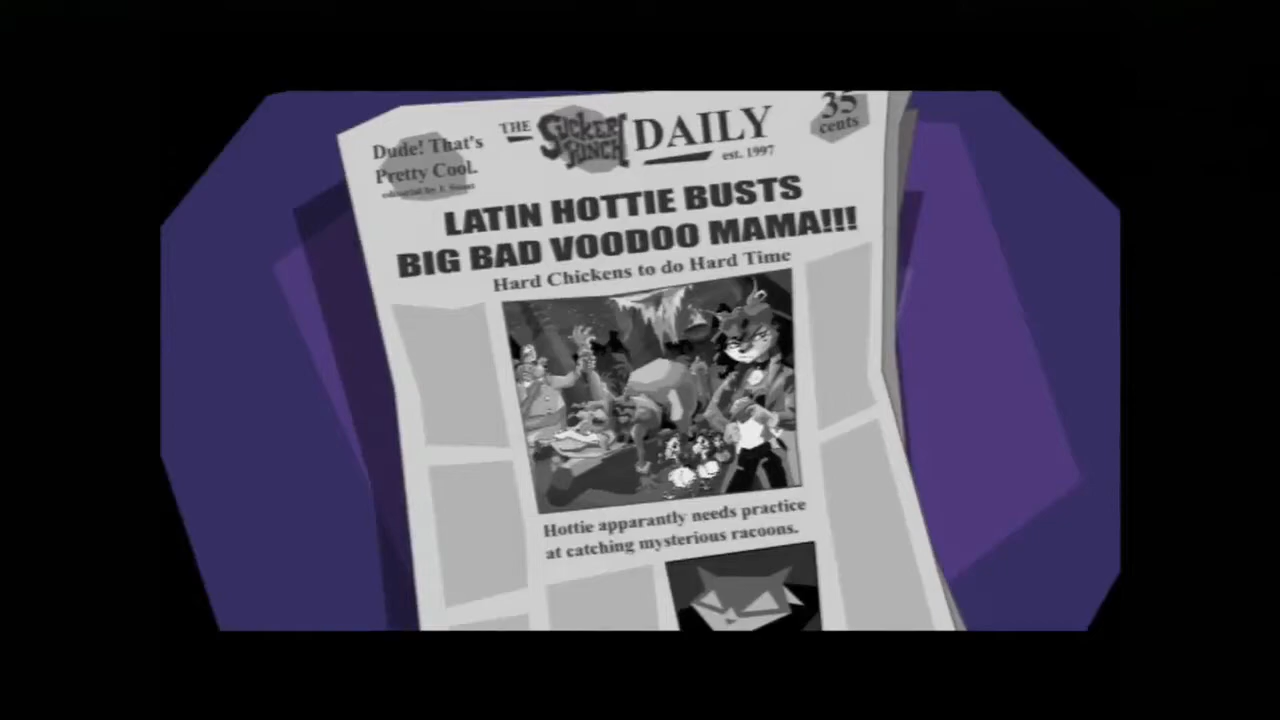 Dude! That's
Pretty Cool.
THE SUCKER PUNCH DAILY
est. 1997
35
cents
LATIN HOTTIE BUSTS
BIG BAD VOODOO MAMA!!!
Hard Chickens to do Hard Time
Hottie apparantly needs practice
at catching mysterious racoons.